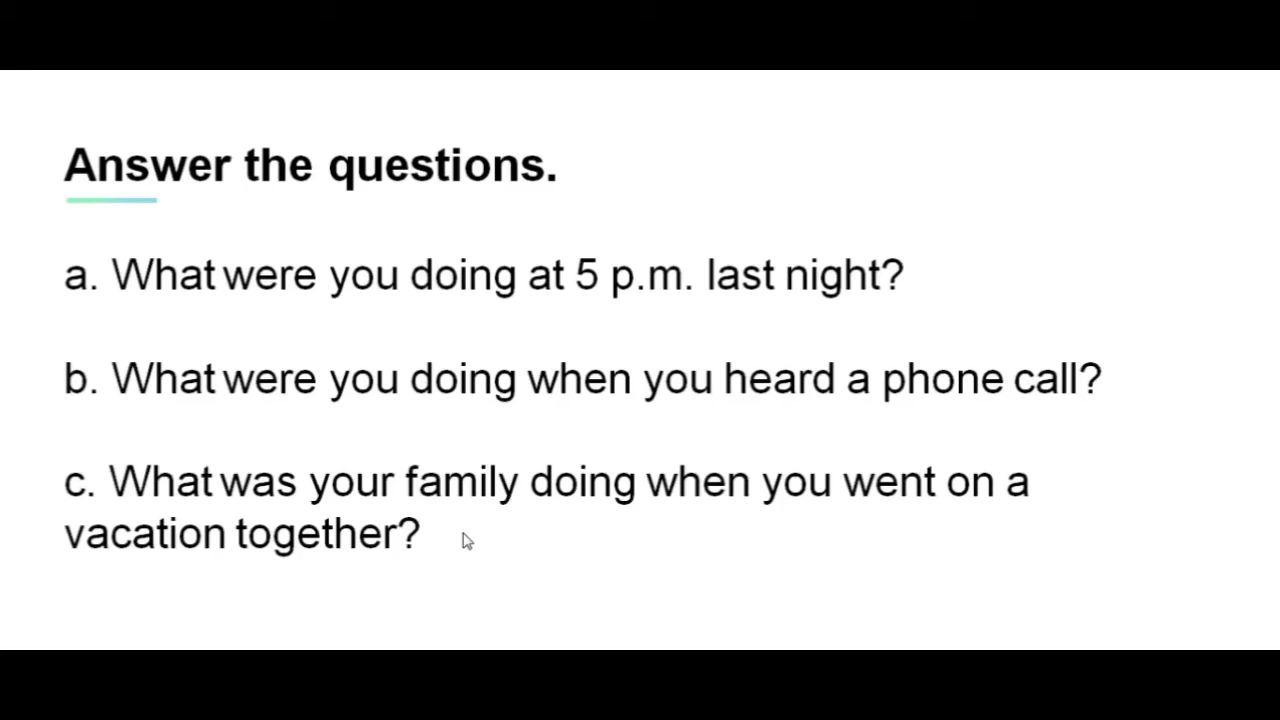 Answer the questions.
a. What were you doing at 5 p.m. last night?
b. What were you doing when you heard a phone call?
c. What was your family doing when you went on a
vacation together?